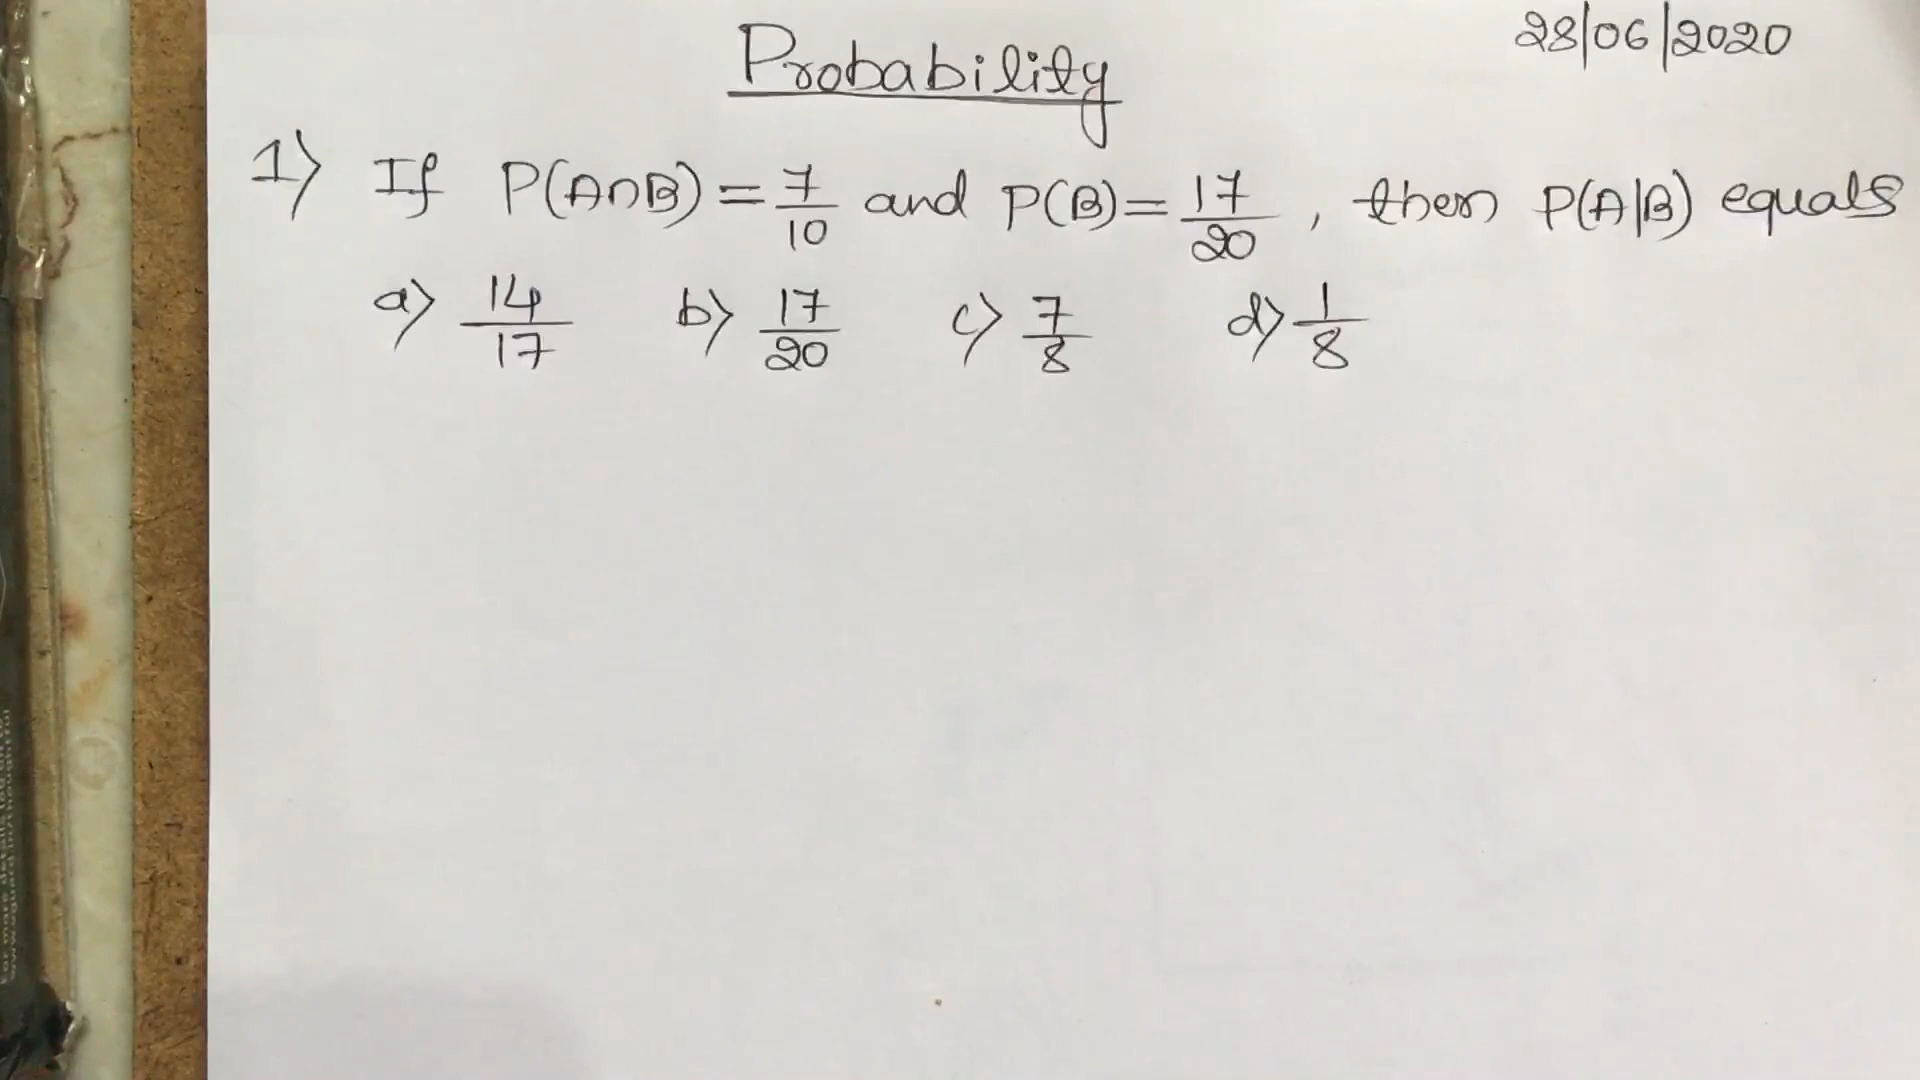 28/06/2020
Probability
1) If P(A∩B) = 7/10 and P(B) = 17/20, then P(A|B) equals
a) 14/17 b) 17/20 c) 7/8 d) 1/8